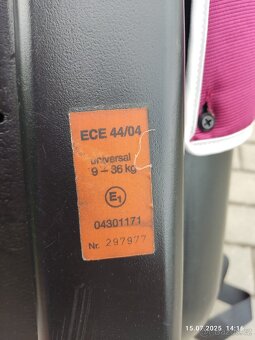 ECE 44/04
universal
9 – 36 kg
E1
04301171
Nr. 297977
15.07.2025 14:16